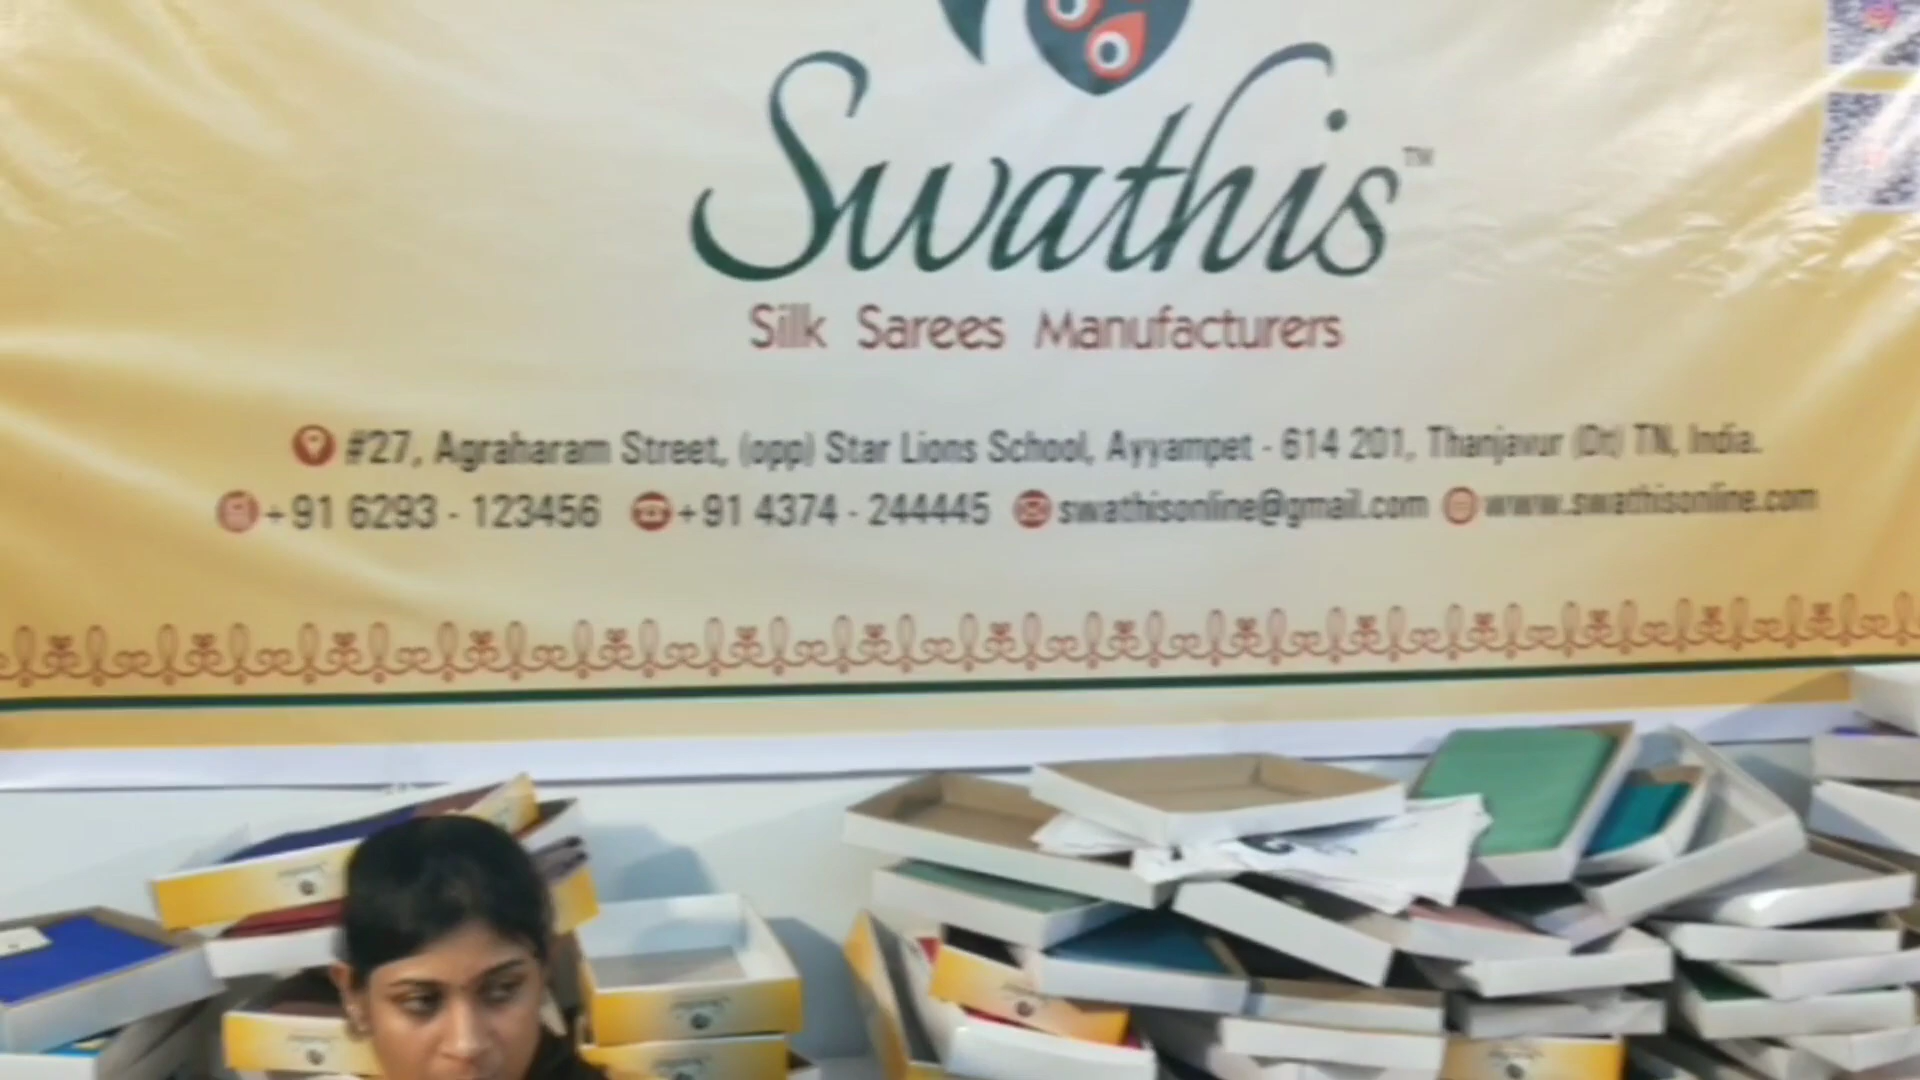 Swathis™
Silk Sarees Manufacturers
#27, Agraharam Street, (opp) Star Lions School, Ayyampet - 614 201, Thanjavur (Dt) TN, India.
+91 6293 - 123456 +91 4374 - 244445 swathisonline@gmail.com www.swathisonline.com